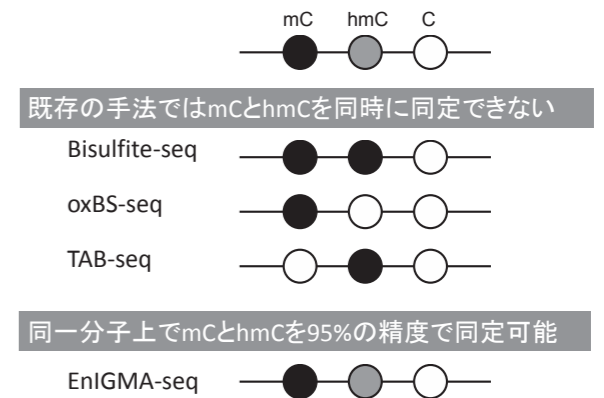 mC hmC C
既存の手法ではmCとhmCを同時に同定できない
Bisulfite-seq
oxBS-seq
TAB-seq
同一分子上でmCとhmCを95%の精度で同定可能
EnIGMA-seq